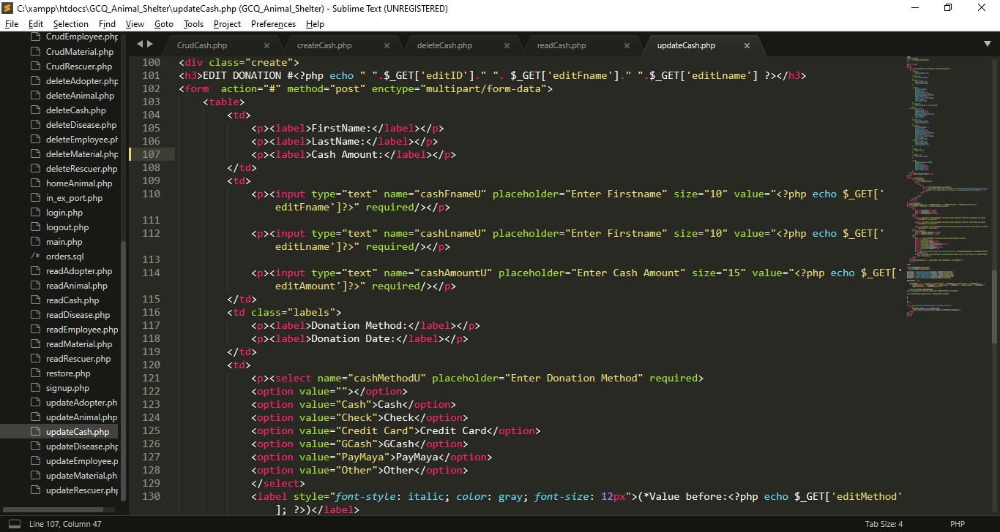 C:\xampp\htdocs\GCQ_Animal_Shelter\updateCash.php (GCQ_Animal_Shelter) - Sublime Text (UNREGISTERED)
File Edit Selection Find View Goto Tools Project Preferences Help
CrudEmployee.php
CrudMaterial.php
CrudRescuer.php
deleteAdopter.php
deleteAnimal.php
deleteCash.php
deleteDisease.php
deleteEmployee.ph
deleteMaterial.php
deleteRescuer.php
homeAnimal.php
in_ex_port.php
login.php
logout.php
main.php
/* orders.sql
readAdopter.php
readAnimal.php
readCash.php
readDisease.php
readEmployee.php
readMaterial.php
readRescuer.php
restore.php
signup.php
updateAdopter.ph
updateAnimal.php
updateCash.php
updateDisease.php
updateEmployee.p
updateMaterial.ph
updateRescuer.php
CrudCash.php × createCash.php × deleteCash.php × readCash.php × updateCash.php ×
100 <div class="create">
101 <h3>EDIT DONATION #<?php echo " ".$_GET['editID']." ". $_GET['editFname']." ".$_GET['editLname'] ?></h3>
102 <form  action="#" method="post" enctype="multipart/form-data">
103     <table>
104         <td>
105             <p><label>FirstName:</label></p>
106             <p><label>LastName:</label></p>
107             <p><label>Cash Amount:</label></p>
108         </td>
109         <td>
110             <p><input type="text" name="cashFnameU" placeholder="Enter Firstname" size="10" value="<?php echo $_GET['
                editFname']?>" required/></p>
111
112             <p><input type="text" name="cashLnameU" placeholder="Enter Firstname" size="10" value="<?php echo $_GET['
                editLname']?>" required/></p>
113
114             <p><input type="text" name="cashAmountU" placeholder="Enter Cash Amount" size="15" value="<?php echo $_GET['
                editAmount']?>" required/></p>
115         </td>
116         <td class="labels">
117             <p><label>Donation Method:</label></p>
118             <p><label>Donation Date:</label></p>
119         </td>
120         <td>
121             <p><select name="cashMethodU" placeholder="Enter Donation Method" required>
122             <option value=""></option>
123             <option value="Cash">Cash</option>
124             <option value="Check">Check</option>
125             <option value="Credit Card">Credit Card</option>
126             <option value="GCash">GCash</option>
127             <option value="PayMaya">PayMaya</option>
128             <option value="Other">Other</option>
129             </select>
130             <label style="font-style: italic; color: gray; font-size: 12px">(*Value before:<?php echo $_GET['editMethod'
                ]; ?>)</label>
Line 107, Column 47 Tab Size: 4 PHP